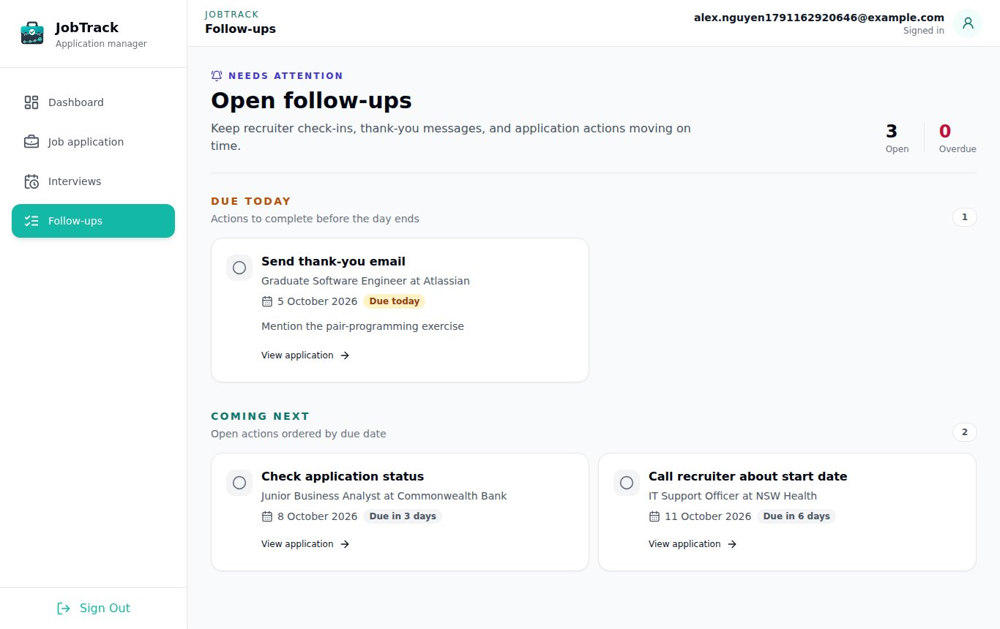 JobTrack
Application manager
Dashboard
Job application
Interviews
Follow-ups
Sign Out
JOBTRACK
Follow-ups
alex.nguyen1791162920646@example.com
Signed in
NEEDS ATTENTION
Open follow-ups
Keep recruiter check-ins, thank-you messages, and application actions moving on
time.
3
Open
0
Overdue
DUE TODAY
Actions to complete before the day ends
1
Send thank-you email
Graduate Software Engineer at Atlassian
5 October 2026 Due today
Mention the pair-programming exercise
View application
COMING NEXT
Open actions ordered by due date
2
Check application status
Junior Business Analyst at Commonwealth Bank
8 October 2026 Due in 3 days
View application
Call recruiter about start date
IT Support Officer at NSW Health
11 October 2026 Due in 6 days
View application